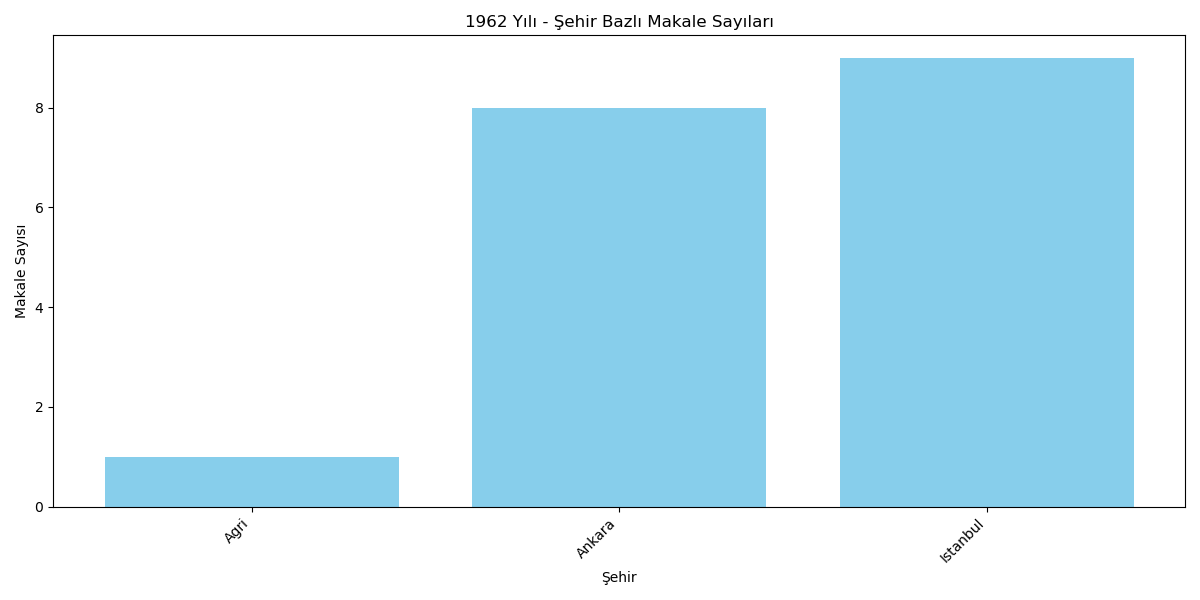 1962 Yılı - Şehir Bazlı Makale Sayıları
Makale Sayısı
8
6
4
2
0
Agri
Ankara
Istanbul
Şehir